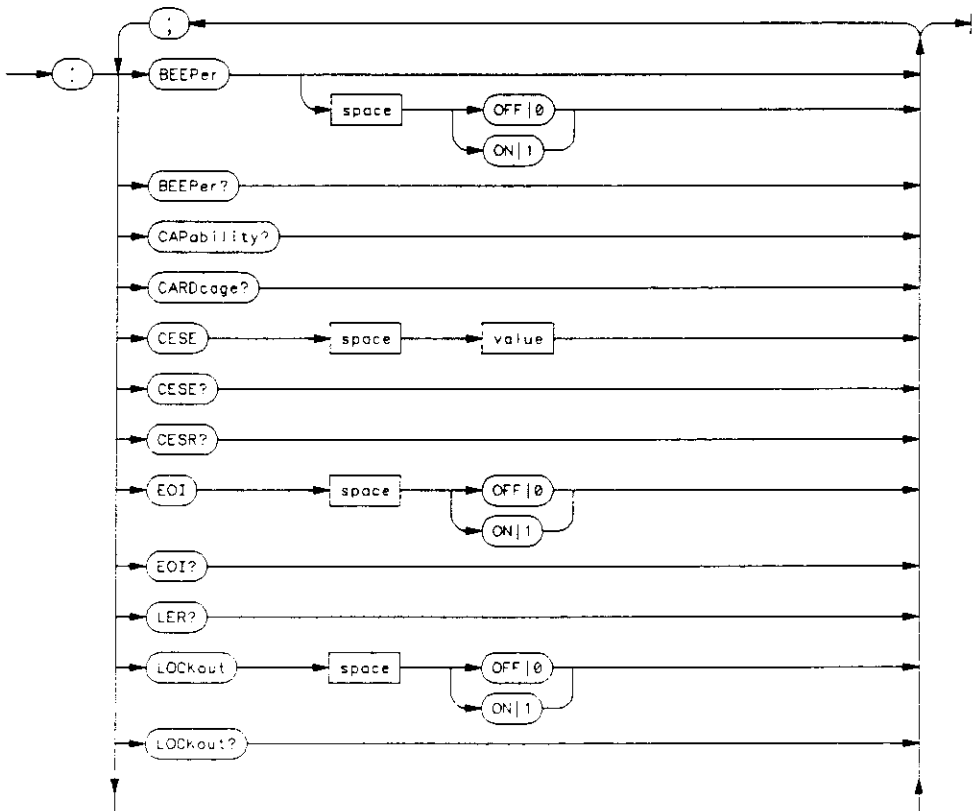 ;
: BEEPer
space OFF|0
ON|1
BEEPer?
CAPability?
CARDcage?
CESE space value
CESE?
CESR?
EOI space OFF|0
ON|1
EOI?
LER?
LOCKout space OFF|0
ON|1
LOCKout?